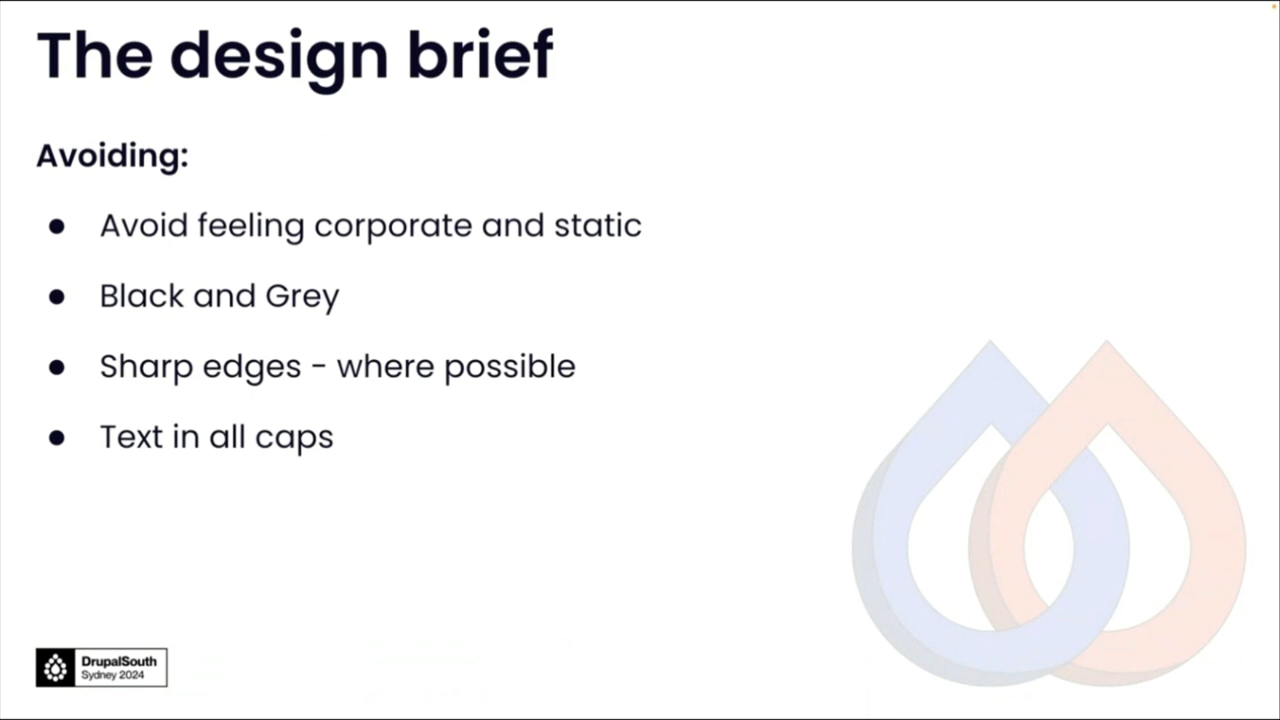 The design brief
Avoiding:
● Avoid feeling corporate and static
● Black and Grey
● Sharp edges - where possible
● Text in all caps
DrupalSouth
Sydney 2024